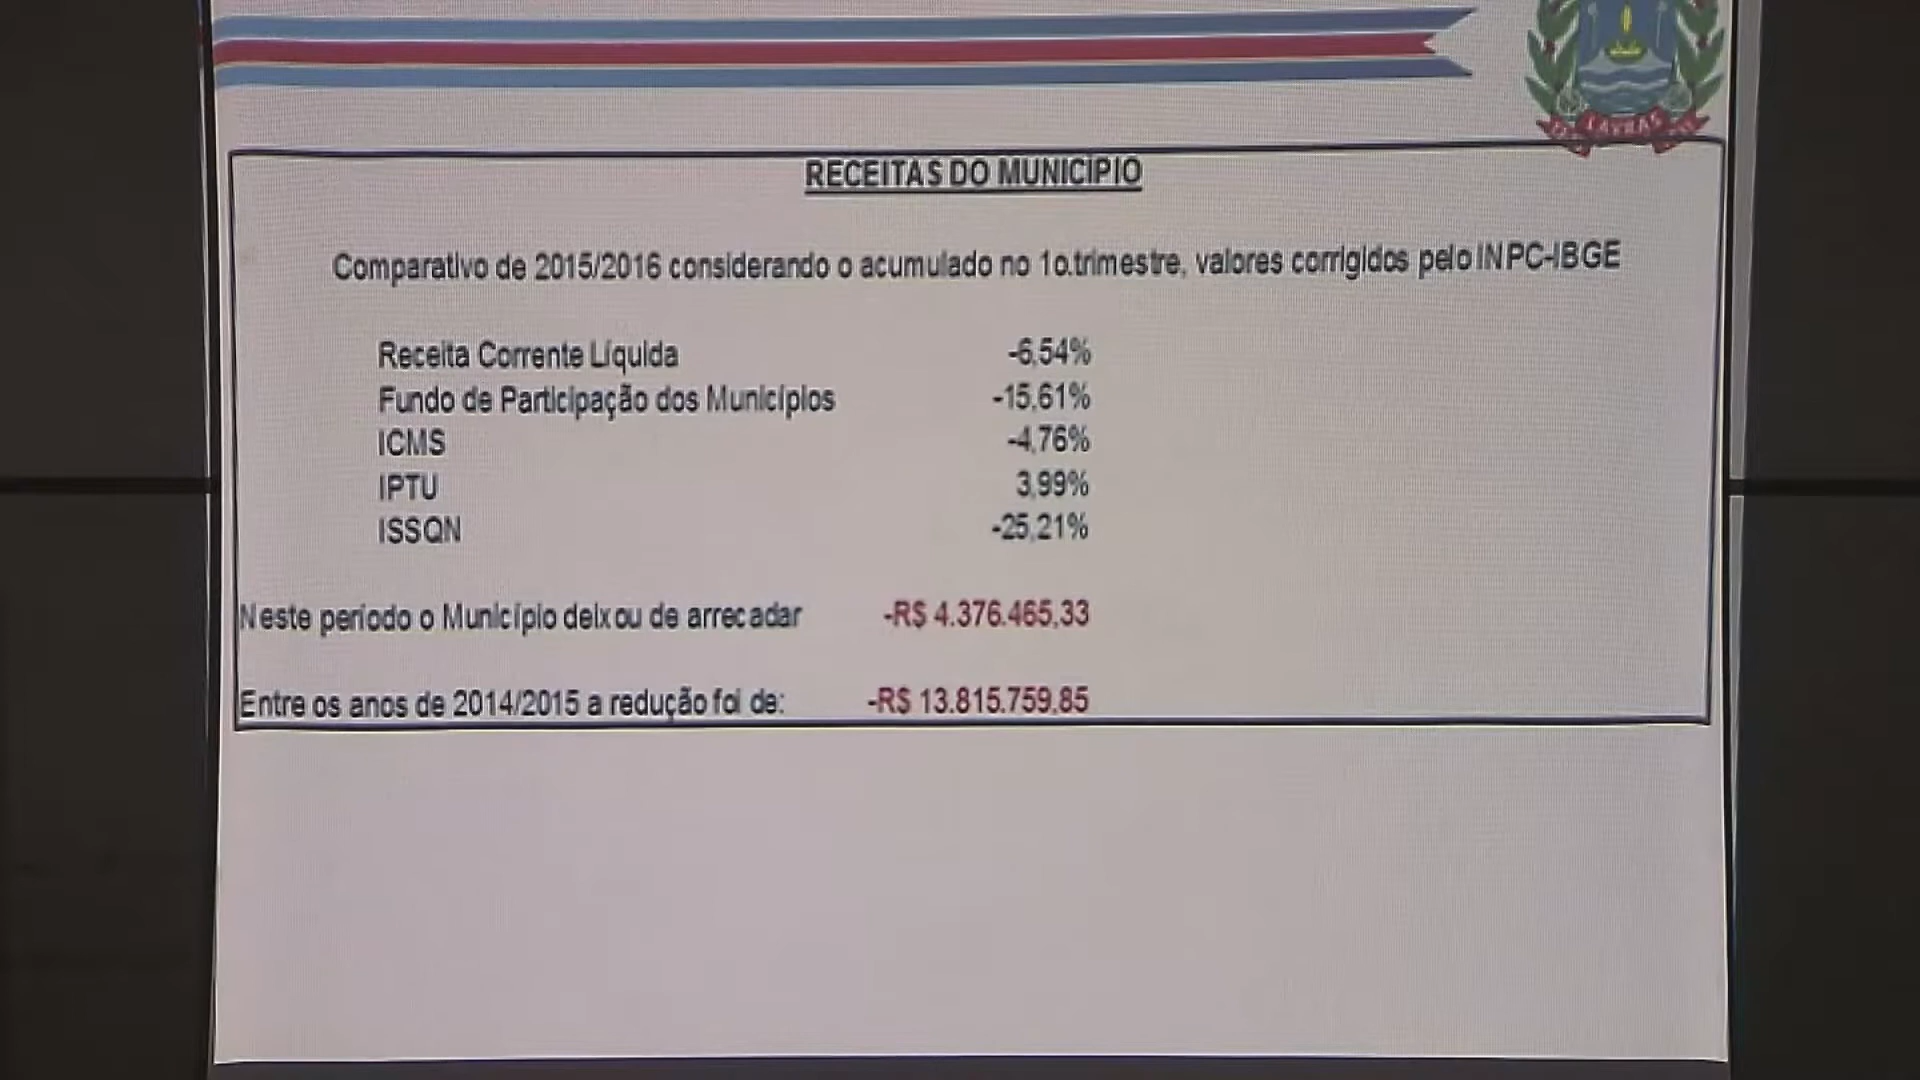 LAVRAS
RECEITAS DO MUNICÍPIO
Comparativo de 2015/2016 considerando o acumulado no 1o.trimestre, valores corrigidos pelo INPC-IBGE
Receita Corrente Líquida -6,54%
Fundo de Participação dos Municípios -15,61%
ICMS -4,76%
IPTU 3,99%
ISSQN -25,21%
Neste período o Município deixou de arrecadar -R$ 4.376.465,33
Entre os anos de 2014/2015 a redução foi de: -R$ 13.815.759,85